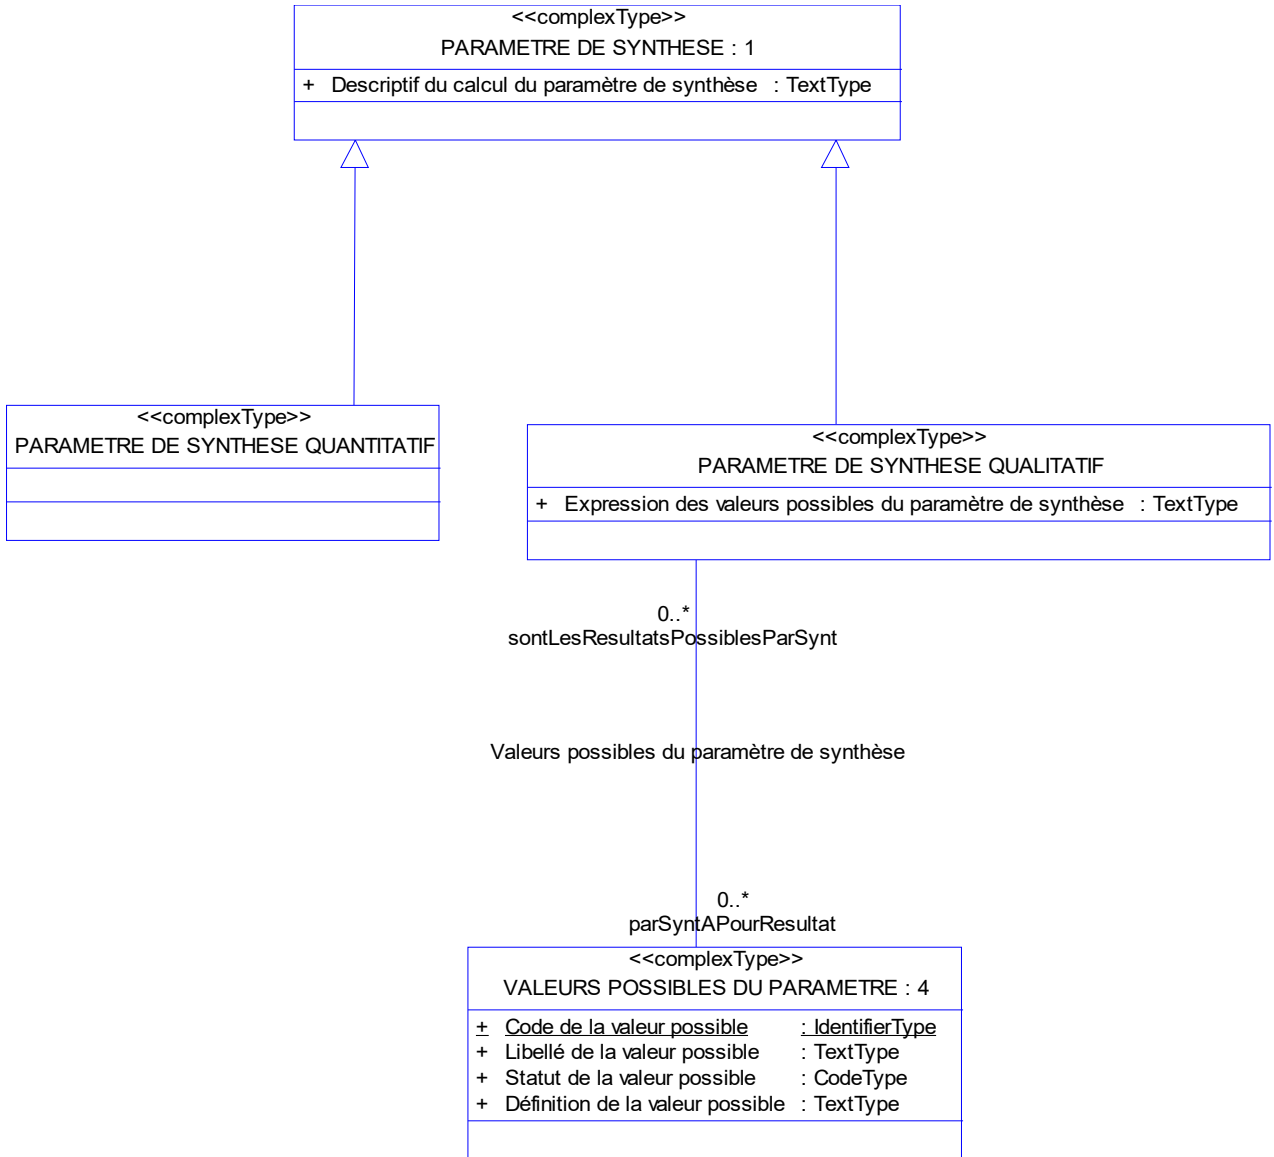 <<complexType>>
PARAMETRE DE SYNTHESE : 1
+ Descriptif du calcul du paramètre de synthèse : TextType
<<complexType>>
PARAMETRE DE SYNTHESE QUANTITATIF
<<complexType>>
PARAMETRE DE SYNTHESE QUALITATIF
+ Expression des valeurs possibles du paramètre de synthèse : TextType
0..*
sontLesResultatsPossiblesParSynt
Valeurs possibles du paramètre de synthèse
0..*
parSyntAPourResultat
<<complexType>>
VALEURS POSSIBLES DU PARAMETRE : 4
+ Code de la valeur possible : IdentifierType
+ Libellé de la valeur possible : TextType
+ Statut de la valeur possible : CodeType
+ Définition de la valeur possible : TextType